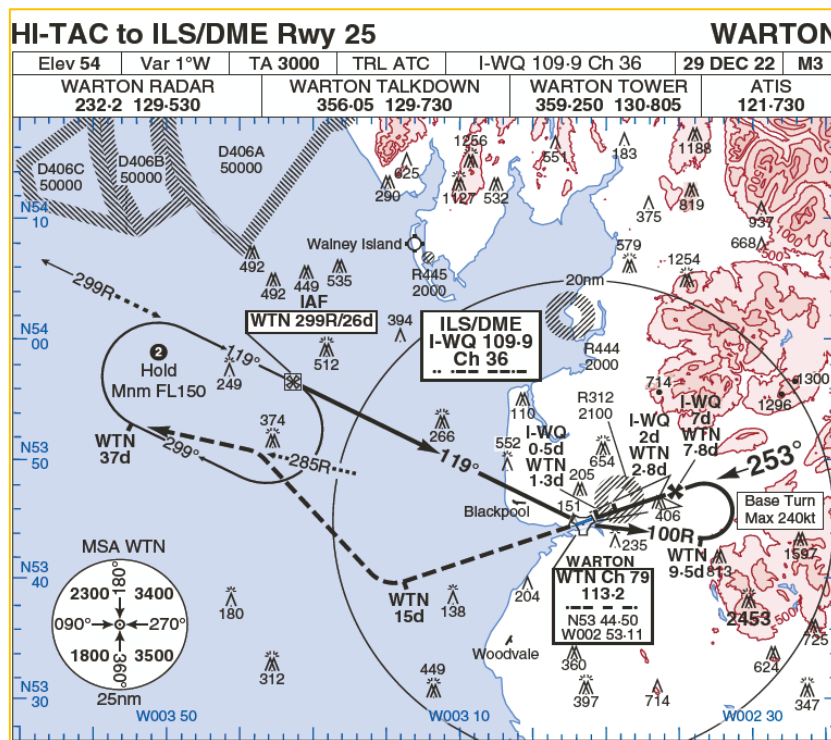 HI-TAC to ILS/DME Rwy 25
WARTON
Elev 54
Var 1°W
TA 3000
TRL ATC
I-WQ 109·9 Ch 36
29 DEC 22
M3
WARTON RADAR
232·2 129·530
WARTON TALKDOWN
356·05 129·730
WARTON TOWER
359·250 130·805
ATIS
121·730
D406C
50000
D406B
50000
D406A
50000
1256
625
290
1127
532
551
183
1188
819
375
937
668
500
N54
10
Walney Island
R445
2000
579
1254
492
492
449
535
20nm
299R
IAF
WTN 299R/26d
394
ILS/DME
I-WQ 109·9
Ch 36
R444
2000
N54
00
2
Hold
Mnm FL150
119°
249
512
714
1300
1296
374
266
110
552
R312
2100
I-WQ
0·5d
WTN
1·3d
205
654
I-WQ
2d
WTN
2·8d
I-WQ
7d
WTN
7·8d
253°
WTN
37d
299°
285R
119°
N53
50
Blackpool
151
406
235
100R
WTN
9·5d
Base Turn
Max 240kt
813
1597
MSA WTN
2300
3400
180°
090°
270°
1800
3500
360°
25nm
N53
40
WTN
15d
180
138
204
WARTON
WTN Ch 79
113·2
N53 44·50
W002 53·11
2453
500
725
Woodvale
312
449
360
397
714
624
347
N53
30
W003 50
W003 10
W002 30